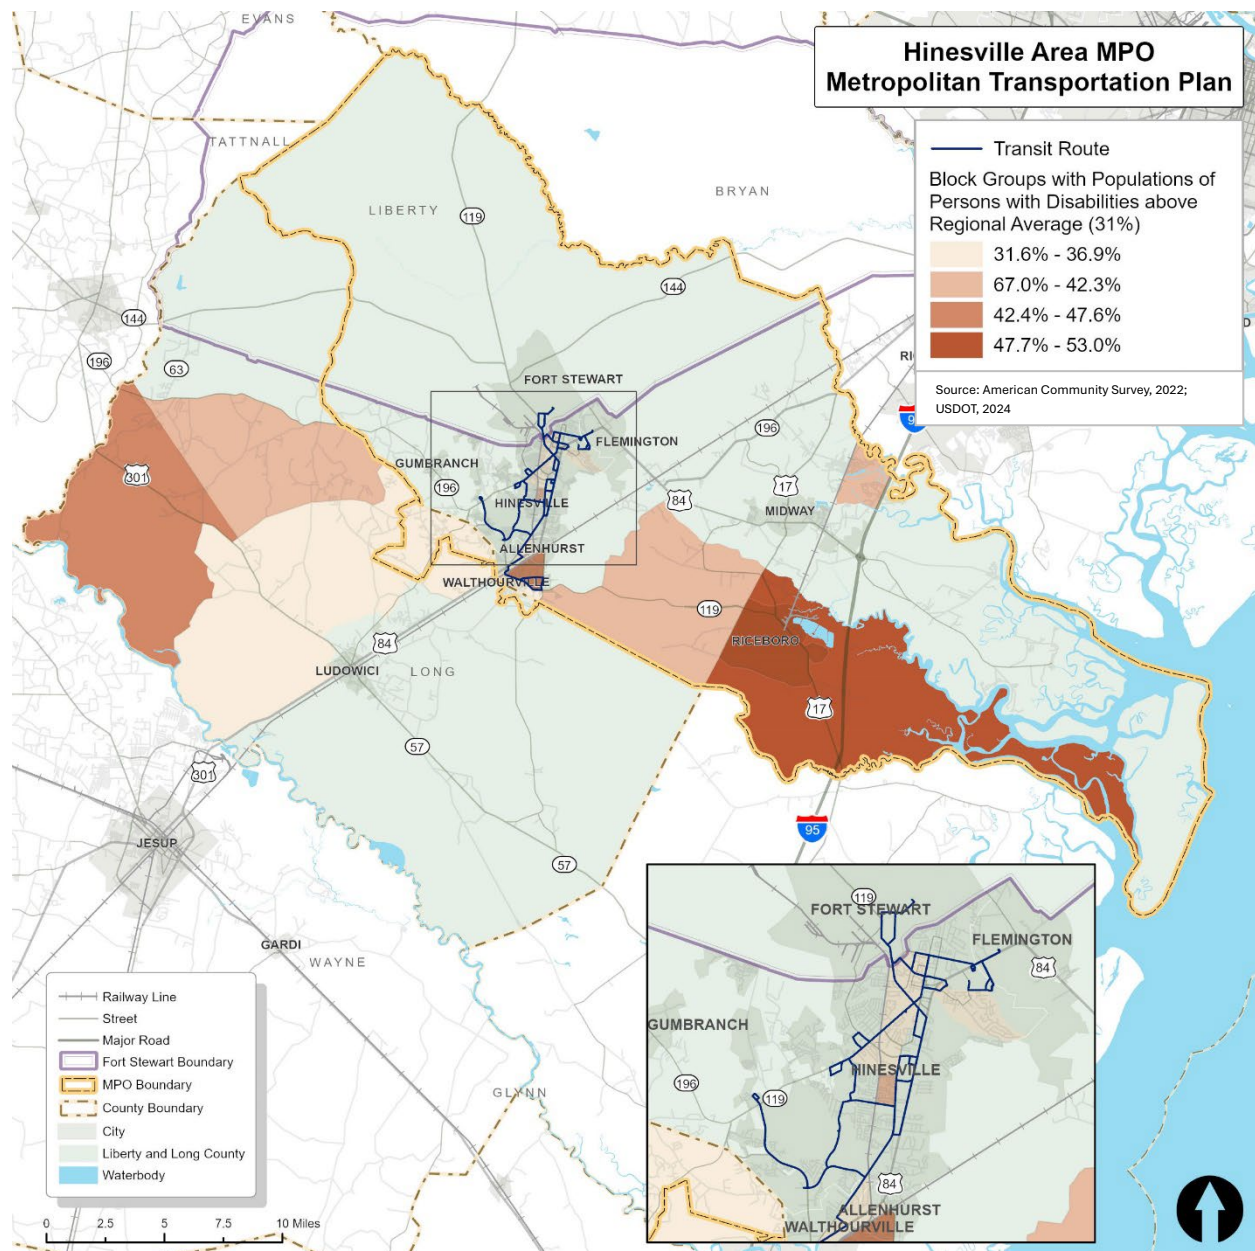 Hinesville Area MPO
Metropolitan Transportation Plan
Transit Route
Block Groups with Populations of
Persons with Disabilities above
Regional Average (31%)
31.6% - 36.9%
67.0% - 42.3%
42.4% - 47.6%
47.7% - 53.0%
Source: American Community Survey, 2022;
USDOT, 2024
EVANS
TATTNALL
LIBERTY
BRYAN
119
144
144
196
63
FORT STEWART
FLEMINGTON
196
GUMBRANCH
196
301
84
17
MIDWAY
HINESVILLE
ALLENHURST
WALTHOURVILLE
119
RICEBORO
84
LUDOWICI
LONG
17
57
301
95
JESUP
57
GARDI
WAYNE
GLYNN
119
FORT STEWART
FLEMINGTON
84
GUMBRANCH
HINESVILLE
196
119
84
ALLENHURST
WALTHOURVILLE
Railway Line
Street
Major Road
Fort Stewart Boundary
MPO Boundary
County Boundary
City
Liberty and Long County
Waterbody
0 2.5 5 7.5 10 Miles